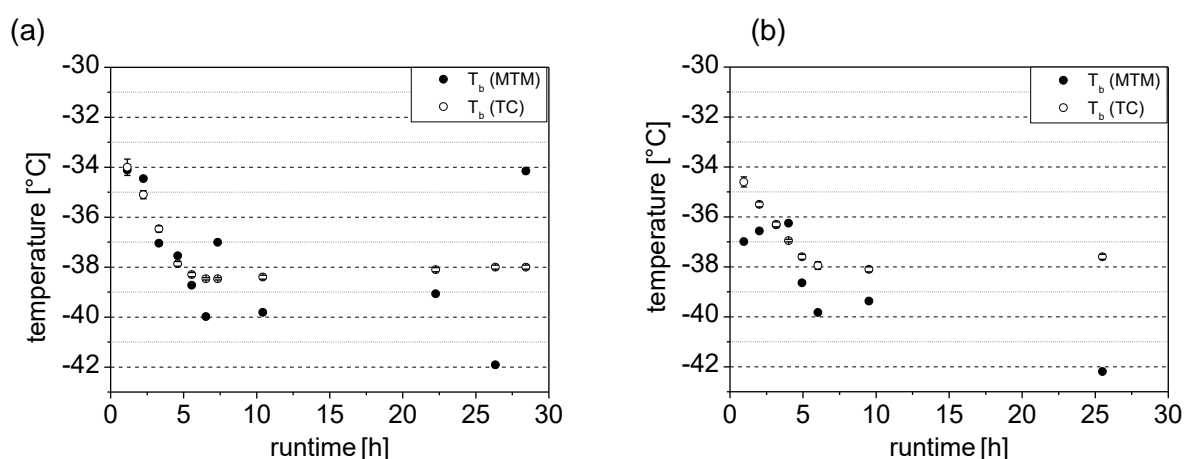 (a)
-30
-32
-34
-36
-38
-40
-42
temperature [°C]
T_b (MTM)
T_b (TC)
0 5 10 15 20 25 30
runtime [h]
(b)
-30
-32
-34
-36
-38
-40
-42
temperature [°C]
T_b (MTM)
T_b (TC)
0 5 10 15 20 25 30
runtime [h]